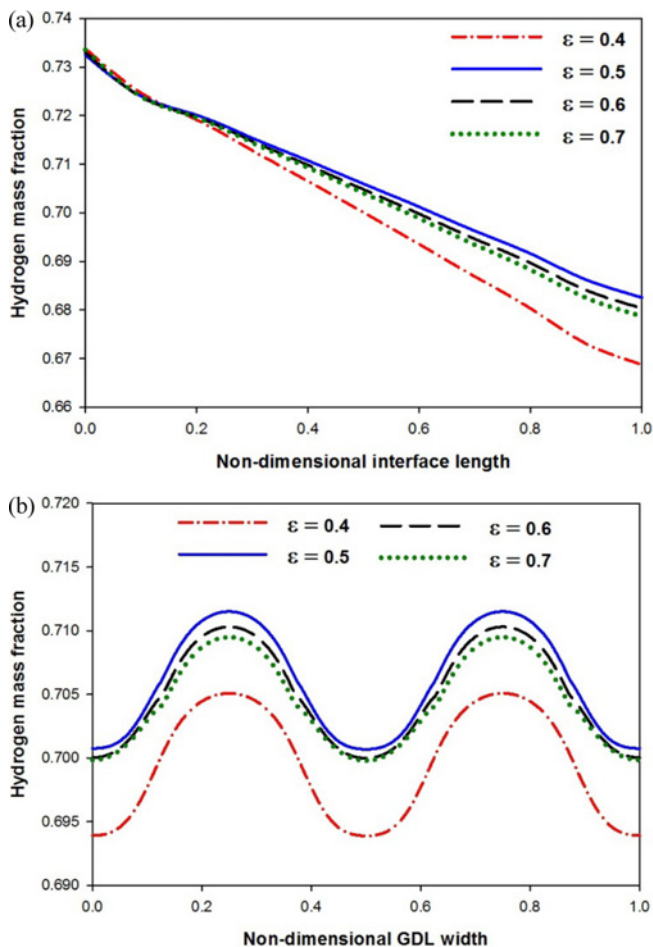 (a)
0.74
0.73
0.72
0.71
0.70
0.69
0.68
0.67
0.66
Hydrogen mass fraction
ε = 0.4
ε = 0.5
ε = 0.6
ε = 0.7
0.0 0.2 0.4 0.6 0.8 1.0
Non-dimensional interface length
(b)
0.720
0.715
0.710
0.705
0.700
0.695
0.690
Hydrogen mass fraction
ε = 0.4 ε = 0.6
ε = 0.5 ε = 0.7
0.0 0.2 0.4 0.6 0.8 1.0
Non-dimensional GDL width